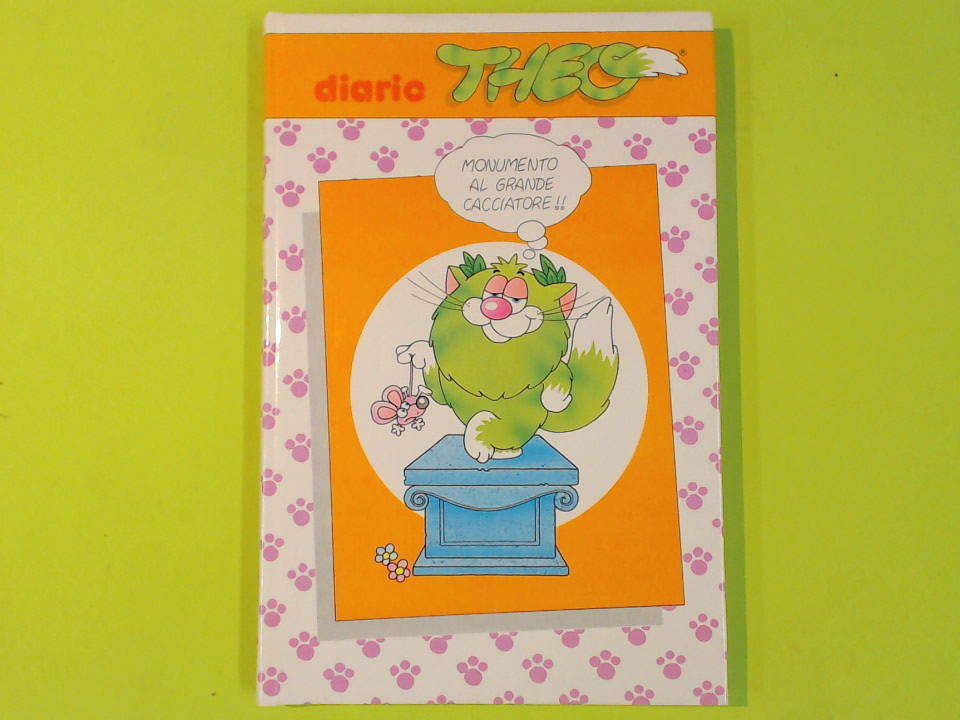 diario THEO ®
MONUMENTO
AL GRANDE
CACCIATORE!!